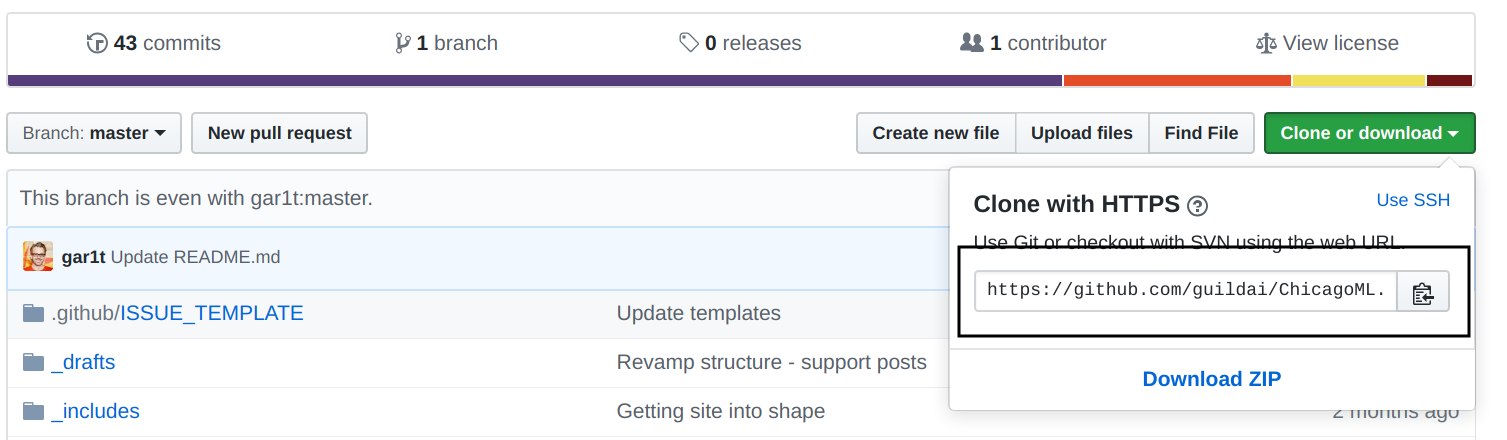 43 commits 1 branch 0 releases 1 contributor View license
Branch: master New pull request Create new file Upload files Find File Clone or download
This branch is even with gar1t:master.
Clone with HTTPS ? Use SSH
Use Git or checkout with SVN using the web URL.
gar1t Update README.md
https://github.com/guildai/ChicagoML.
.github/ISSUE_TEMPLATE Update templates
_drafts Revamp structure - support posts
Download ZIP
_includes Getting site into shape 2 months ago